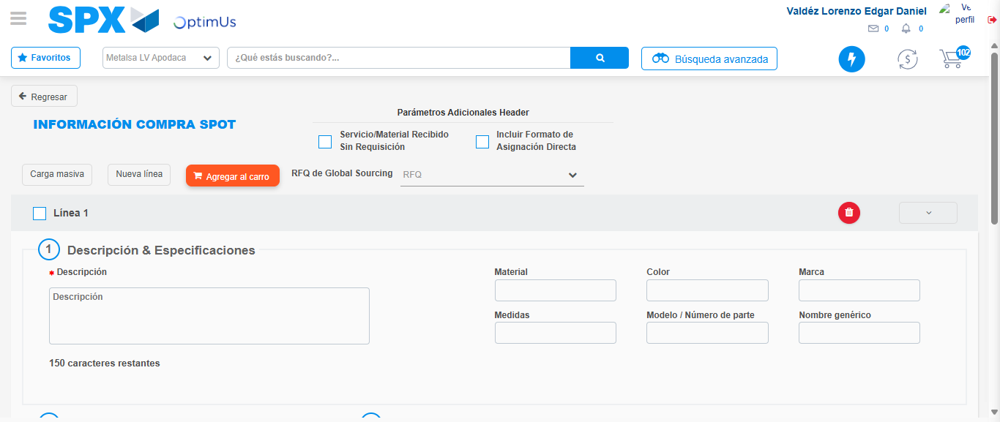 SPX
OptimUs
Valdéz Lorenzo Edgar Daniel
Ve
perfil
0
0
Favoritos
Metalsa LV Apodaca
¿Qué estás buscando?...
Búsqueda avanzada
$
102
Regresar
INFORMACIÓN COMPRA SPOT
Parámetros Adicionales Header
Servicio/Material Recibido
Sin Requisición
Incluir Formato de
Asignación Directa
Carga masiva
Nueva línea
Agregar al carro
RFQ de Global Sourcing
RFQ
Línea 1
1
Descripción & Especificaciones
* Descripción
Material
Color
Marca
Descripción
Medidas
Modelo / Número de parte
Nombre genérico
150 caracteres restantes